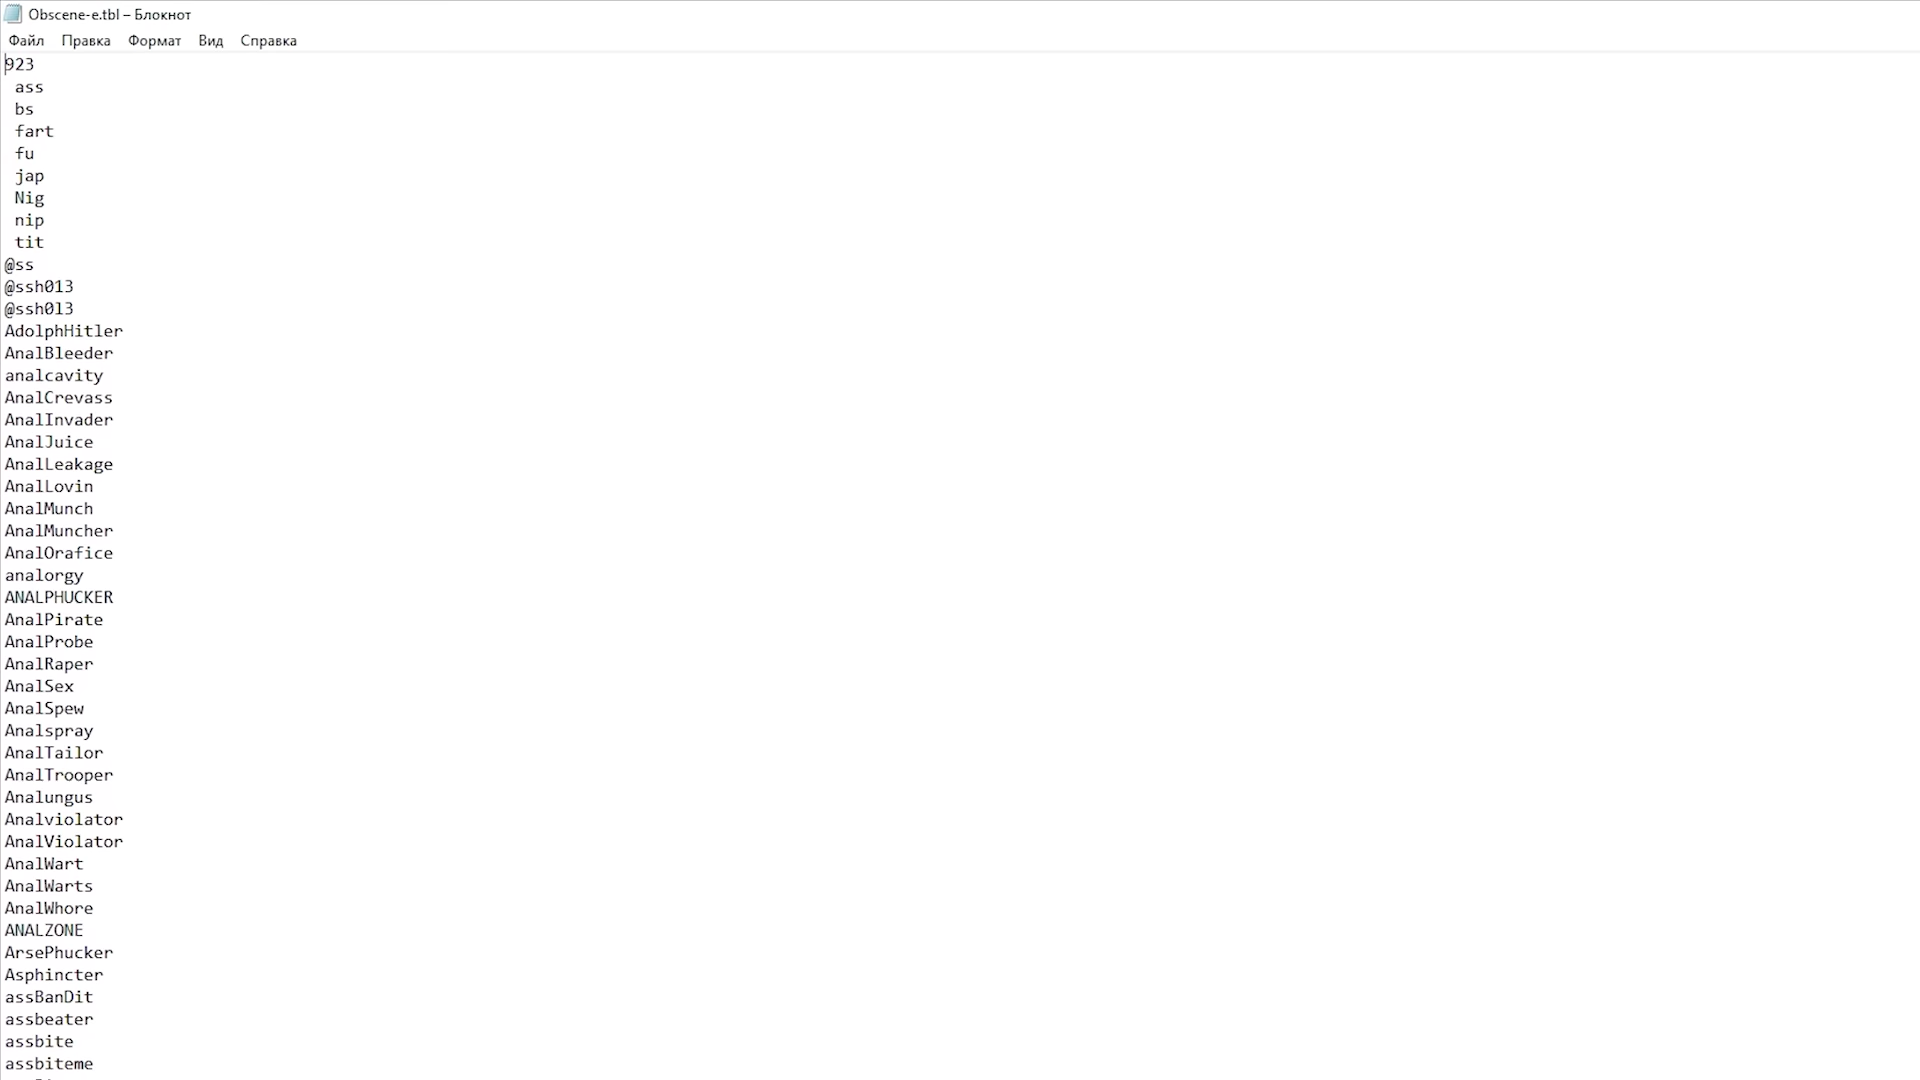 Obscene-e.tbl – Блокнот
Файл Правка Формат Вид Справка
923
ass
bs
fart
fu
jap
Nig
nip
tit
@ss
@ssh013
@ssh0l3
AdolphHitler
AnalBleeder
analcavity
AnalCrevass
AnalInvader
AnalJuice
AnalLeakage
AnalLovin
AnalMunch
AnalMuncher
AnalOrafice
analorgy
ANALPHUCKER
AnalPirate
AnalProbe
AnalRaper
AnalSex
AnalSpew
Analspray
AnalTailor
AnalTrooper
Analungus
Analviolator
AnalViolator
AnalWart
AnalWarts
AnalWhore
ANALZONE
ArsePhucker
Asphincter
assBanDit
assbeater
assbite
assbiteme